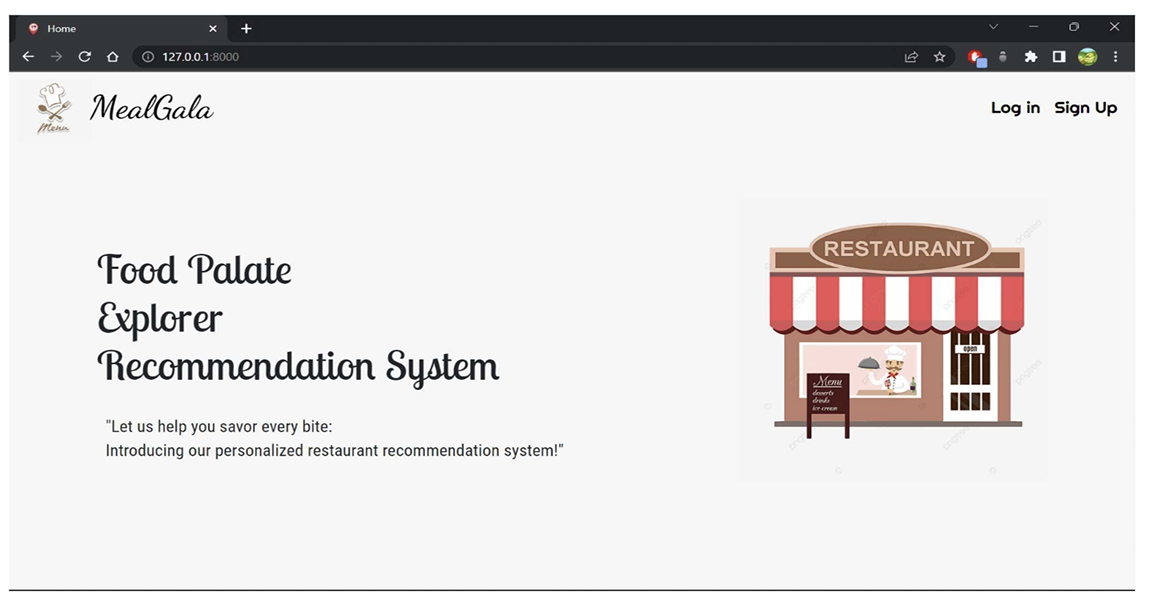 Home
127.0.0.1:8000
Menu
MealGala
Log in
Sign Up
RESTAURANT
open
Menu
desserts
drinks
ice cream
Food Palate
Explorer
Recommendation System
"Let us help you savor every bite:
Introducing our personalized restaurant recommendation system!"